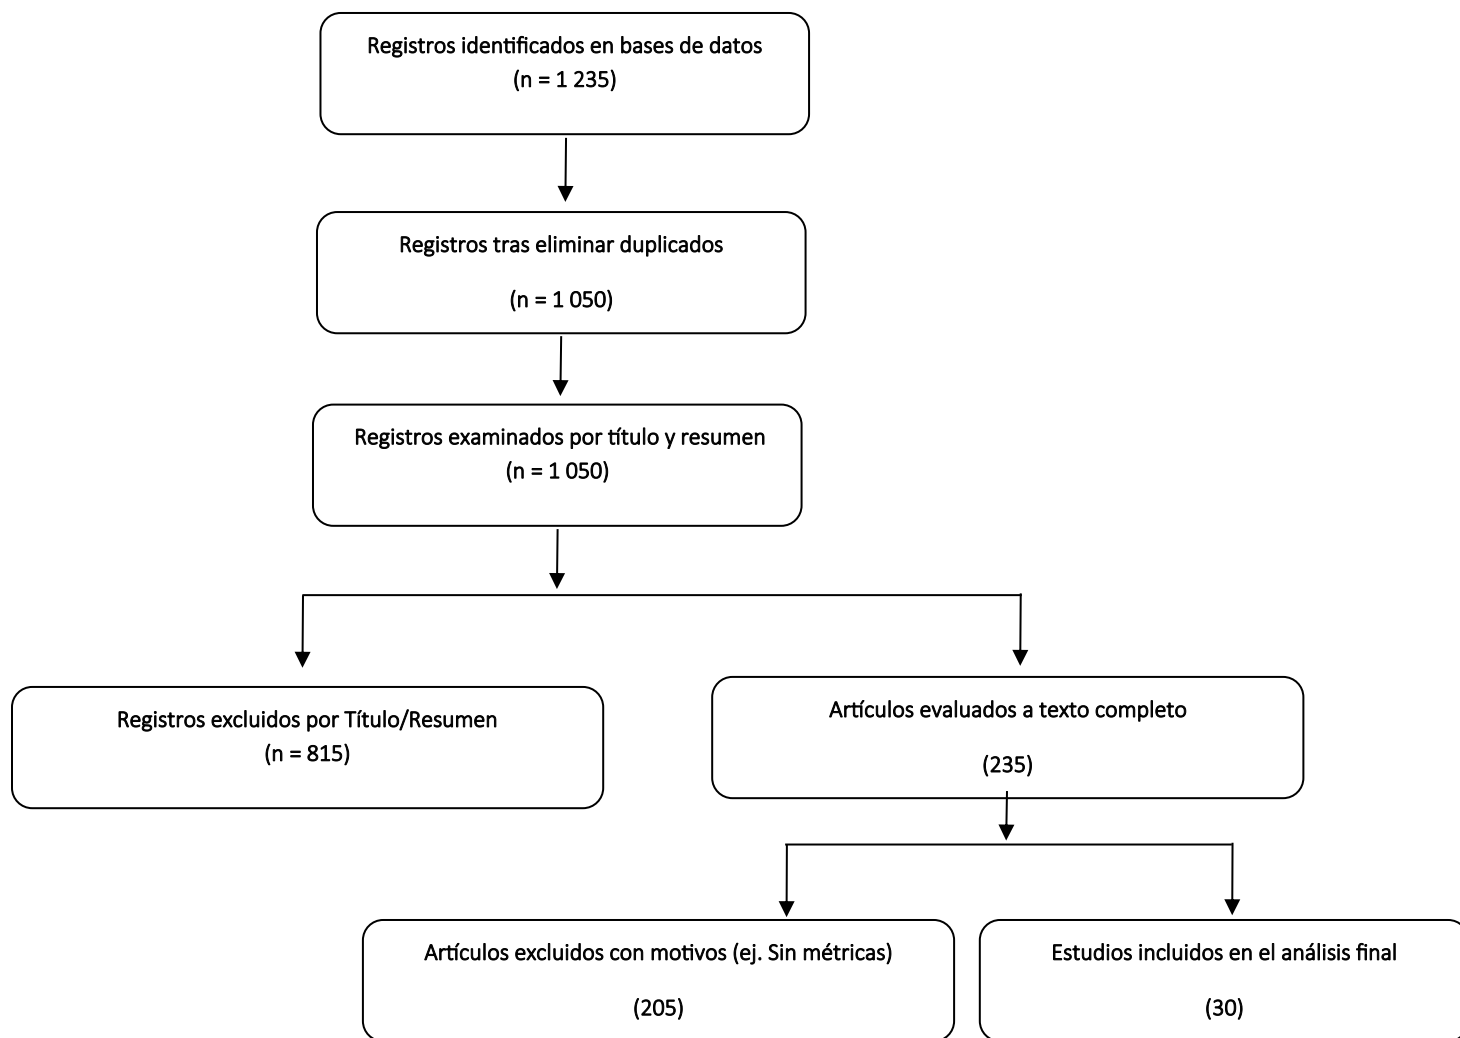 Registros identificados en bases de datos
(n = 1 235)
Registros tras eliminar duplicados
(n = 1 050)
Registros examinados por título y resumen
(n = 1 050)
Registros excluidos por Título/Resumen
(n = 815)
Artículos evaluados a texto completo
(235)
Artículos excluidos con motivos (ej. Sin métricas)
(205)
Estudios incluidos en el análisis final
(30)